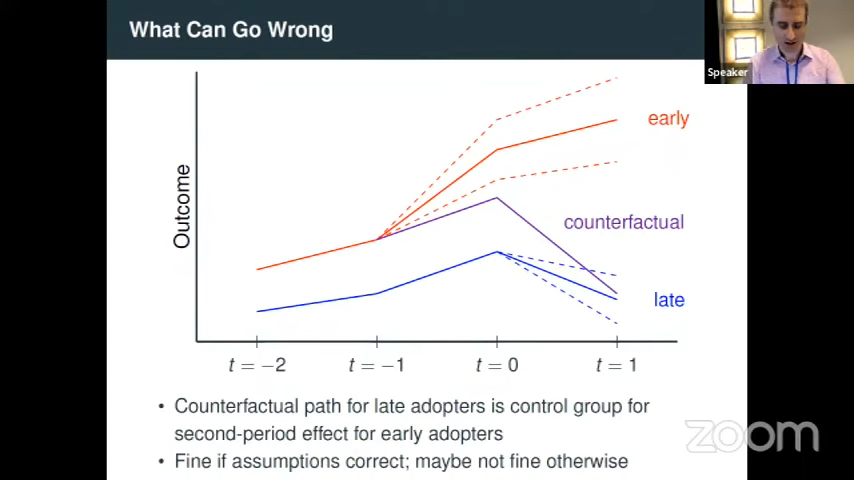 What Can Go Wrong
Speaker
early
Outcome
counterfactual
late
t = −2
t = −1
t = 0
t = 1
• Counterfactual path for late adopters is control group for
second-period effect for early adopters
• Fine if assumptions correct; maybe not fine otherwise
zoom